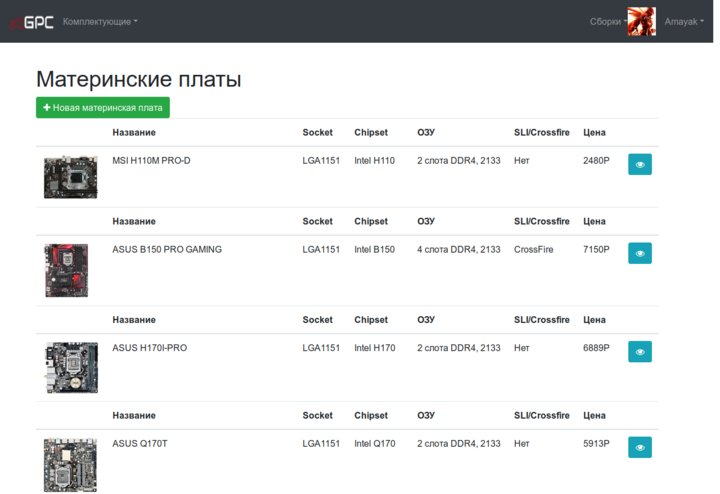 GPC Комплектующие Сборки Amayak
Материнские платы
Новая материнская плата
Название Socket Chipset ОЗУ SLI/Crossfire Цена
MSI H110M PRO-D LGA1151 Intel H110 2 слота DDR4, 2133 Нет 2480Р
Название Socket Chipset ОЗУ SLI/Crossfire Цена
ASUS B150 PRO GAMING LGA1151 Intel B150 4 слота DDR4, 2133 CrossFire 7150Р
Название Socket Chipset ОЗУ SLI/Crossfire Цена
ASUS H170I-PRO LGA1151 Intel H170 2 слота DDR4, 2133 Нет 6889Р
Название Socket Chipset ОЗУ SLI/Crossfire Цена
ASUS Q170T LGA1151 Intel Q170 2 слота DDR4, 2133 Нет 5913Р